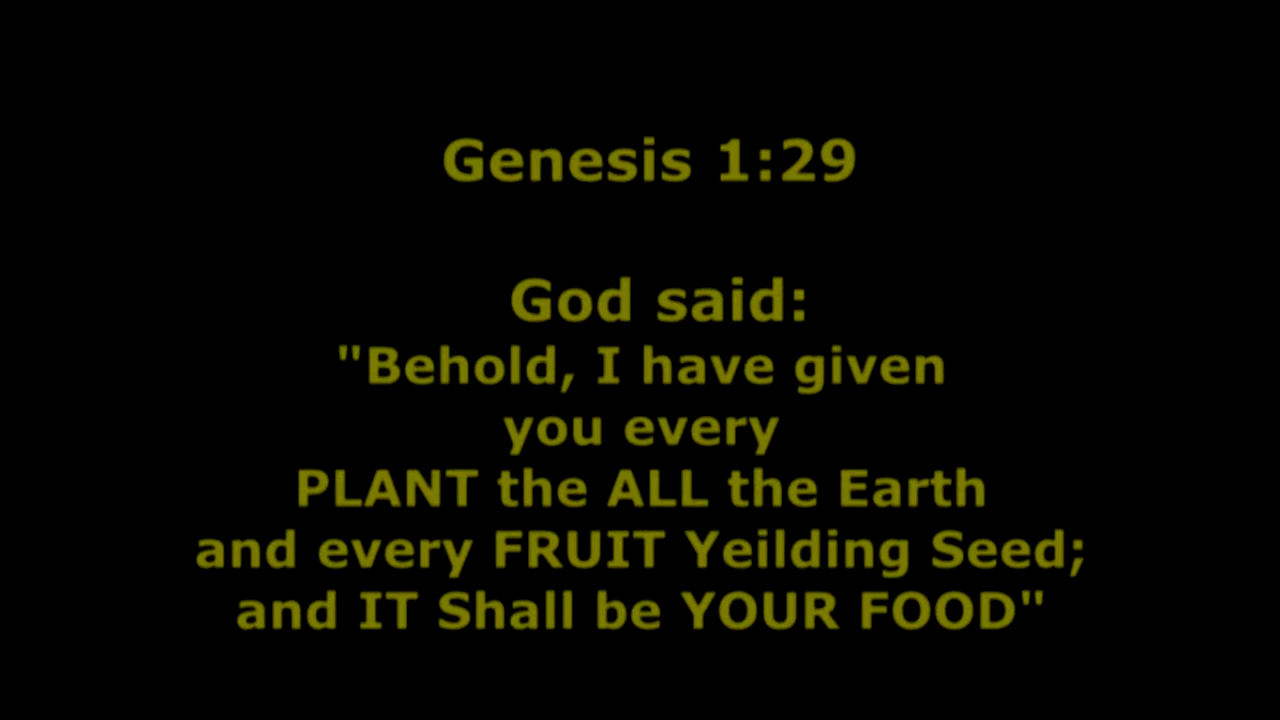 Genesis 1:29
God said:
"Behold, I have given
you every
PLANT the ALL the Earth
and every FRUIT Yeilding Seed;
and IT Shall be YOUR FOOD"